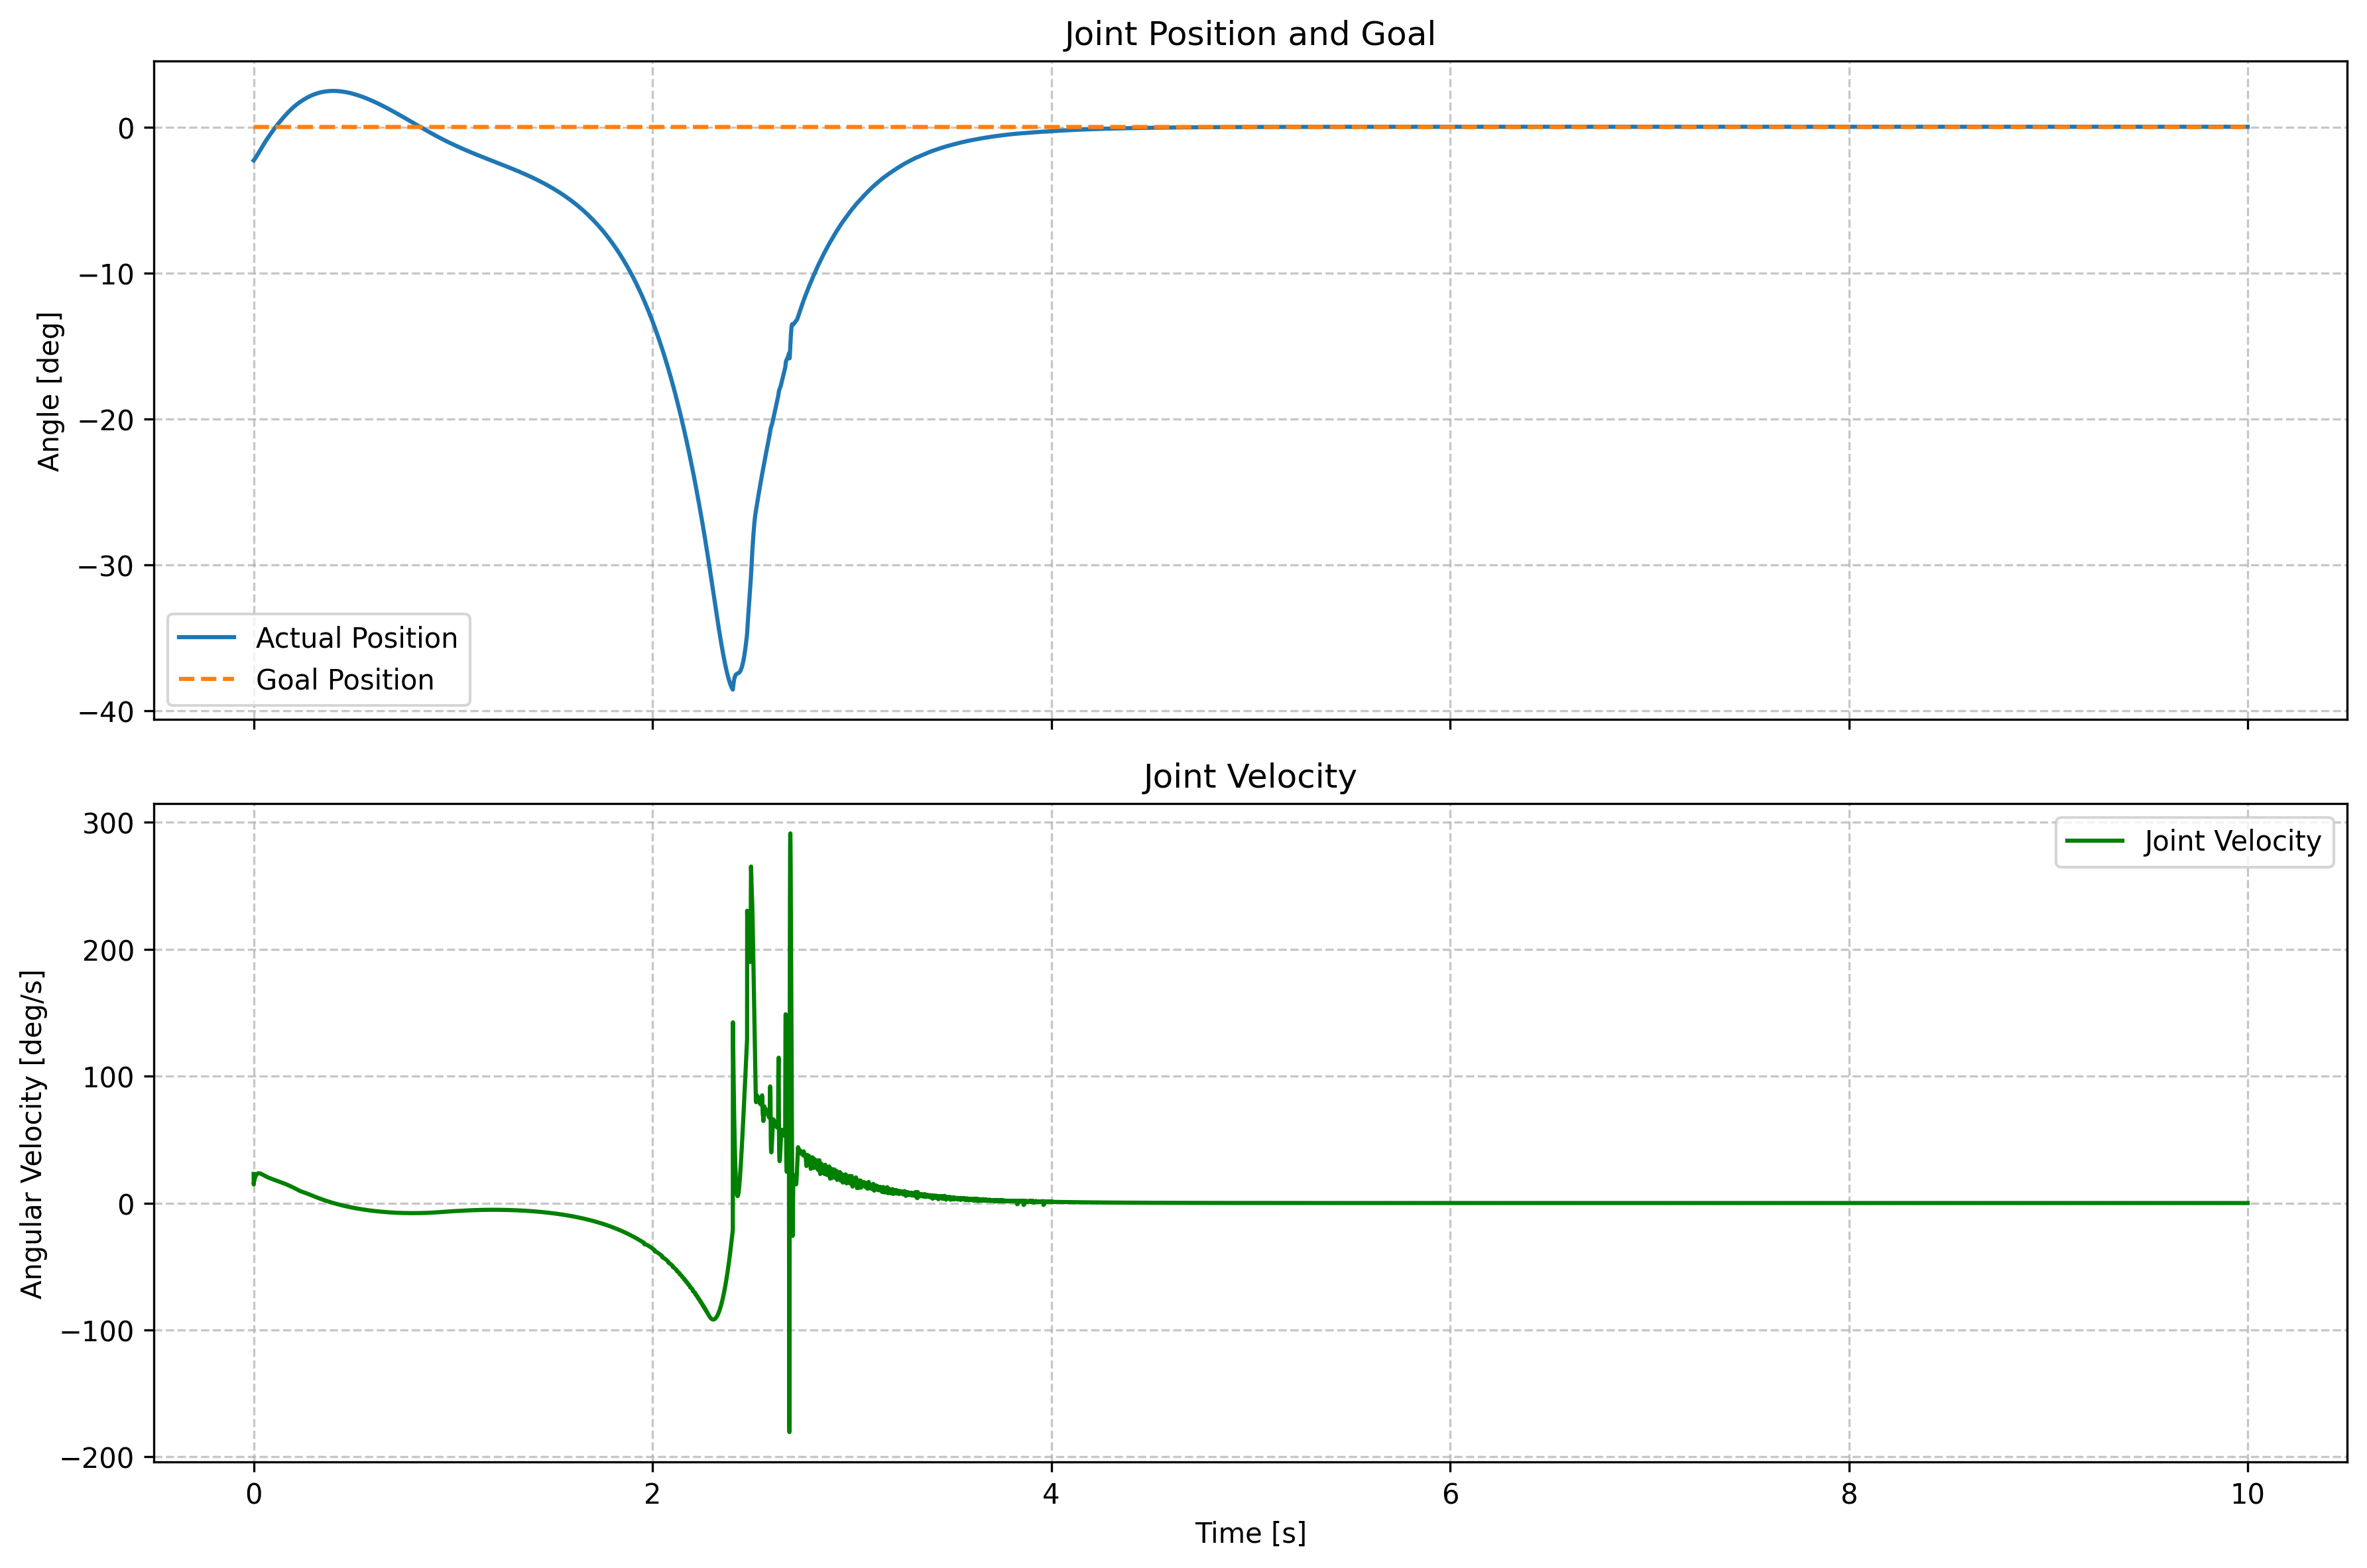 Joint Position and Goal
0
−10
−20
−30
−40
Angle [deg]
Actual Position
Goal Position
Joint Velocity
300
200
100
0
−100
−200
Angular Velocity [deg/s]
Joint Velocity
0 2 4 6 8 10
Time [s]